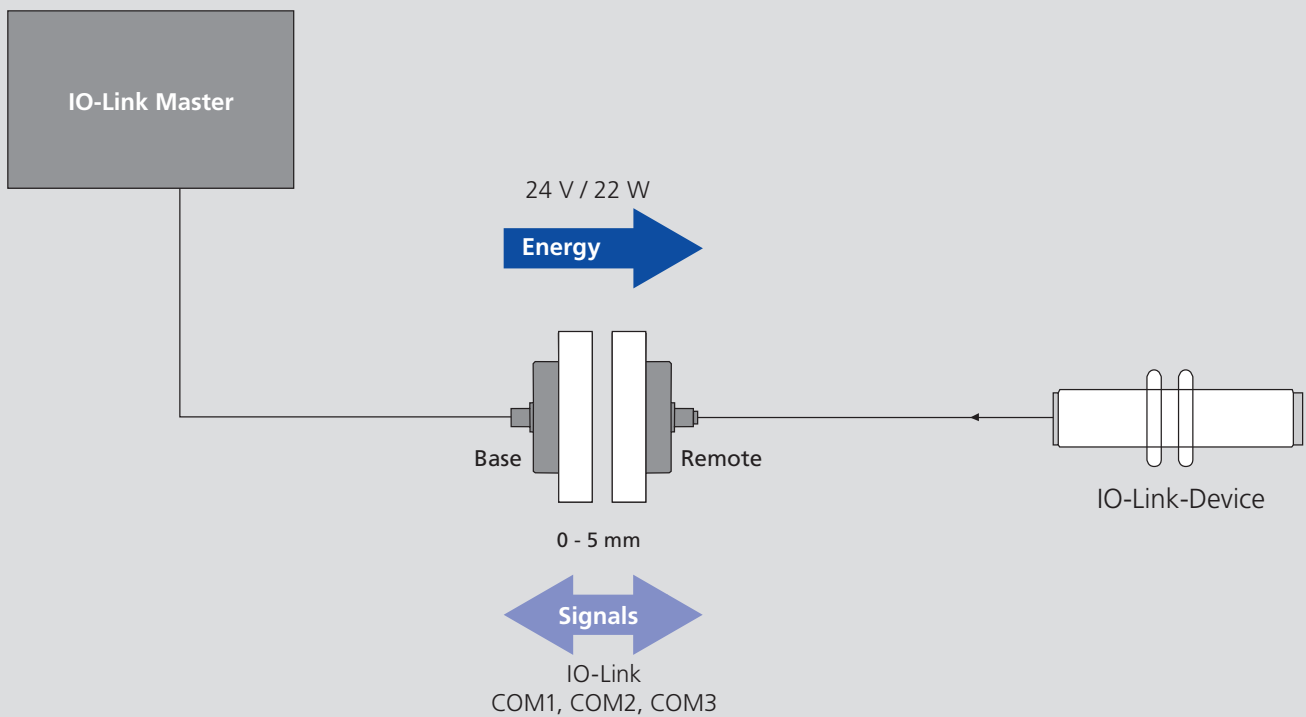 IO-Link Master
24 V / 22 W
Energy
Base
Remote
IO-Link-Device
0 - 5 mm
Signals
IO-Link
COM1, COM2, COM3